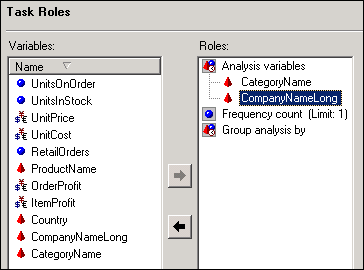 Task Roles
Variables:
Name
UnitsOnOrder
UnitsInStock
UnitPrice
UnitCost
RetailOrders
ProductName
OrderProfit
ItemProfit
Country
CompanyNameLong
CategoryName
Roles:
Analysis variables
CategoryName
CompanyNameLong
Frequency count (Limit: 1)
Group analysis by